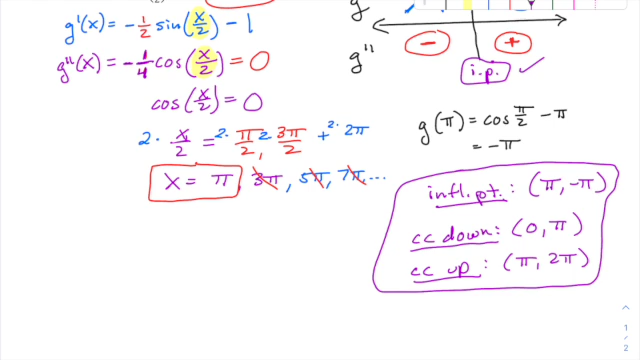 g'(x) = -1/2 sin(x/2) - 1
g''(x) = -1/4 cos(x/2) = 0
cos(x/2) = 0
2· x/2 = 2· π/2 2, 3π/2 + 2· 2π
x = π, 3π, 5π, 7π, ...
g
g''
- +
i.p. ✓
g(π) = cos π/2 - π
= -π
infl. pt. : (π, -π)
cc down : (0, π)
cc up : (π, 2π)
1
2